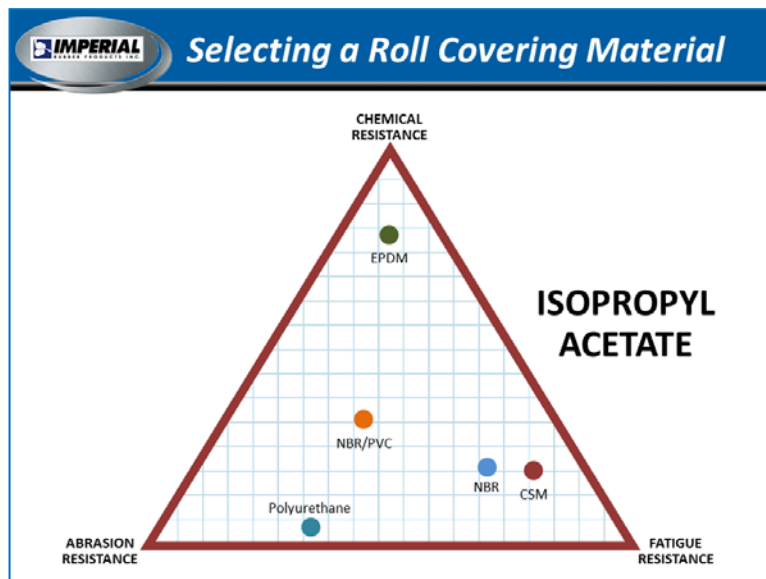 IMPERIAL
RUBBER PRODUCTS INC.
Selecting a Roll Covering Material
CHEMICAL
RESISTANCE
EPDM
ISOPROPYL
ACETATE
NBR/PVC
NBR
CSM
Polyurethane
ABRASION
RESISTANCE
FATIGUE
RESISTANCE